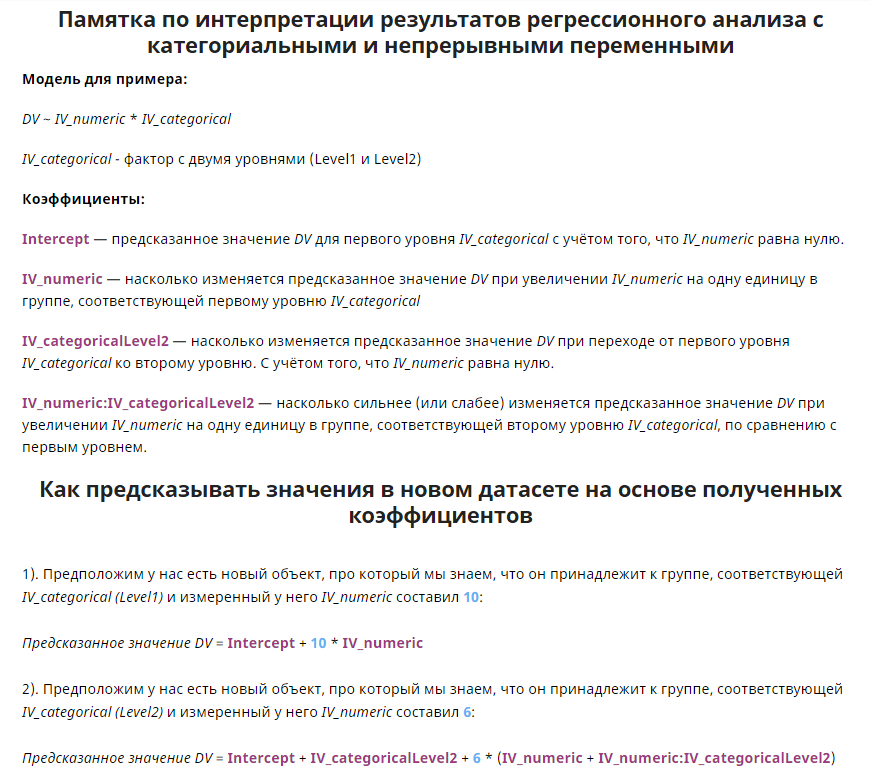 Памятка по интерпретации результатов регрессионного анализа с
категориальными и непрерывными переменными
Модель для примера:
DV ~ IV_numeric * IV_categorical
IV_categorical - фактор с двумя уровнями (Level1 и Level2)
Коэффициенты:
Intercept — предсказанное значение DV для первого уровня IV_categorical с учётом того, что IV_numeric равна нулю.
IV_numeric — насколько изменяется предсказанное значение DV при увеличении IV_numeric на одну единицу в
группе, соответствующей первому уровню IV_categorical
IV_categoricalLevel2 — насколько изменяется предсказанное значение DV при переходе от первого уровня
IV_categorical ко второму уровню. С учётом того, что IV_numeric равна нулю.
IV_numeric:IV_categoricalLevel2 — насколько сильнее (или слабее) изменяется предсказанное значение DV при
увеличении IV_numeric на одну единицу в группе, соответствующей второму уровню IV_categorical, по сравнению с
первым уровнем.
Как предсказывать значения в новом датасете на основе полученных
коэффициентов
1). Предположим у нас есть новый объект, про который мы знаем, что он принадлежит к группе, соответствующей
IV_categorical (Level1) и измеренный у него IV_numeric составил 10:
Предсказанное значение DV = Intercept + 10 * IV_numeric
2). Предположим у нас есть новый объект, про который мы знаем, что он принадлежит к группе, соответствующей
IV_categorical (Level2) и измеренный у него IV_numeric составил 6:
Предсказанное значение DV = Intercept + IV_categoricalLevel2 + 6 * (IV_numeric + IV_numeric:IV_categoricalLevel2)